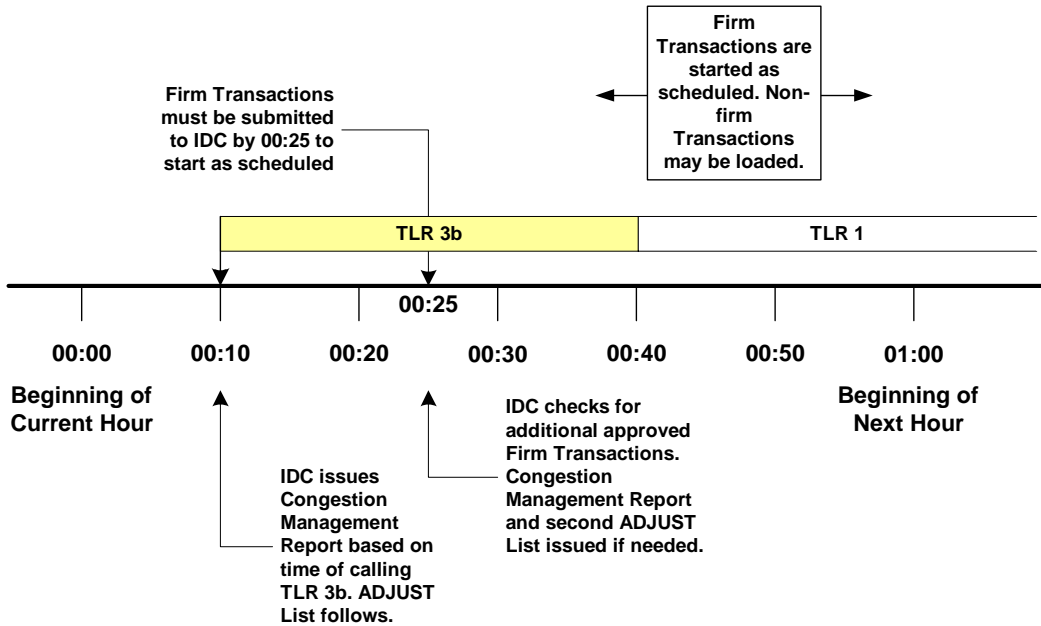 Firm
Transactions are
started as
scheduled. Non-
firm
Transactions
may be loaded.
Firm Transactions
must be submitted
to IDC by 00:25 to
start as scheduled
TLR 3b
TLR 1
00:25
00:00
00:10
00:20
00:30
00:40
00:50
01:00
Beginning of
Current Hour
Beginning of
Next Hour
IDC checks for
additional approved
Firm Transactions.
Congestion
Management Report
and second ADJUST
List issued if needed.
IDC issues
Congestion
Management
Report based on
time of calling
TLR 3b. ADJUST
List follows.